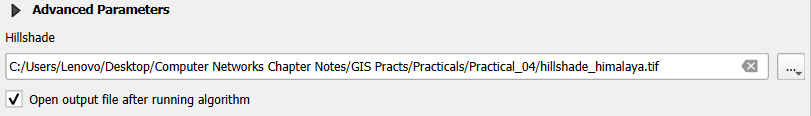 Advanced Parameters
Hillshade
C:/Users/Lenovo/Desktop/Computer Networks Chapter Notes/GIS Practs/Practicals/Practical_04/hillshade_himalaya.tif
...
Open output file after running algorithm